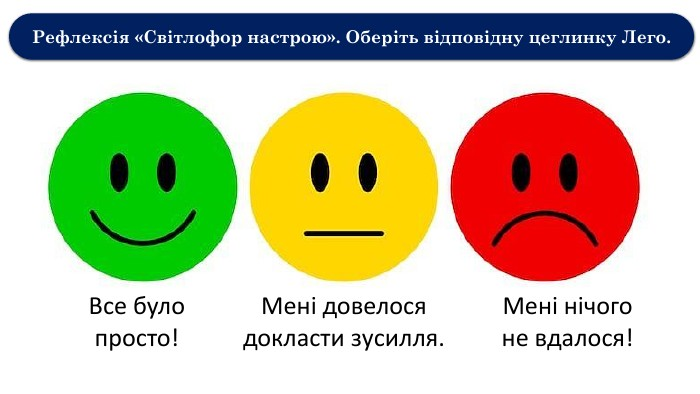 Рефлексія «Світлофор настрою». Оберіть відповідну цеглинку Лего.
Все було
просто!
Мені довелося
докласти зусилля.
Мені нічого
не вдалося!